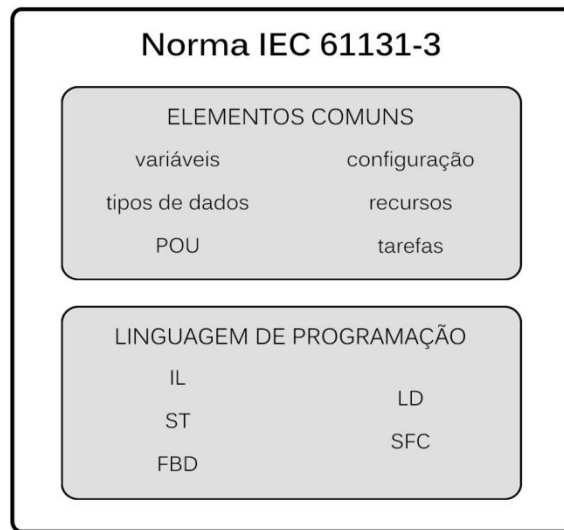 Norma IEC 61131-3
ELEMENTOS COMUNS
variáveis
configuração
tipos de dados
recursos
POU
tarefas
LINGUAGEM DE PROGRAMAÇÃO
IL
ST
FBD
LD
SFC